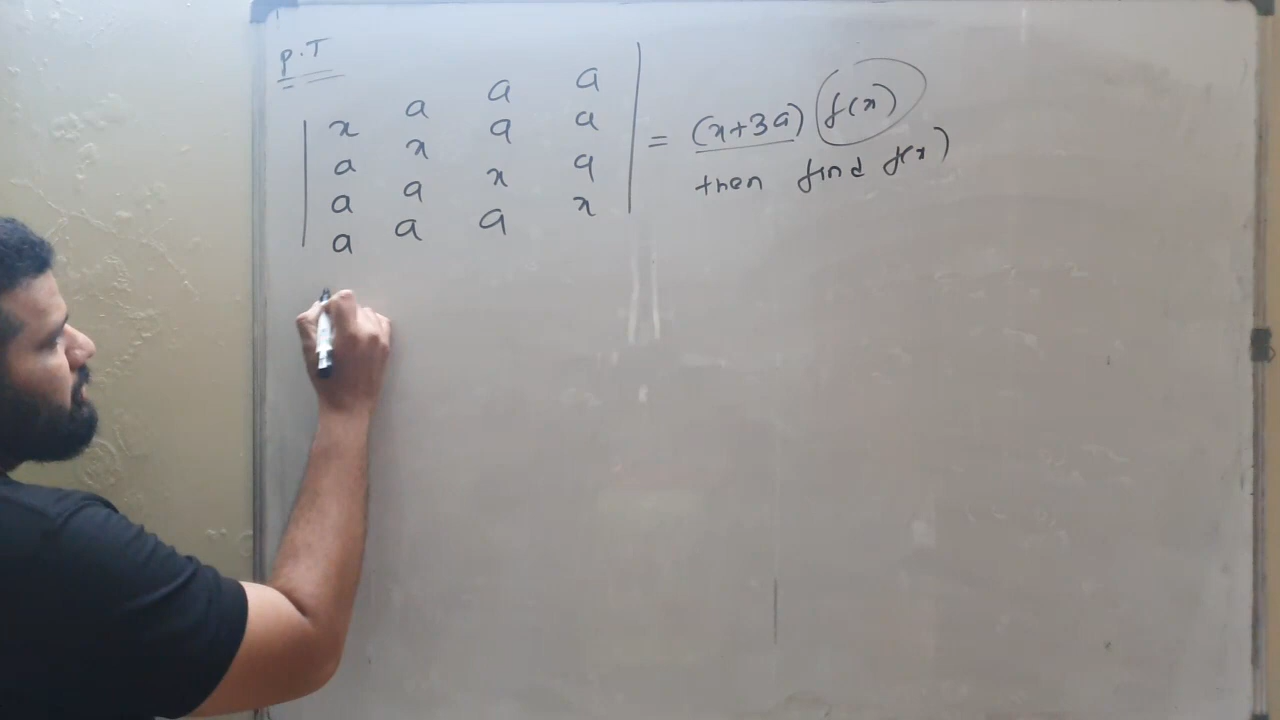 P.T
| x a a a |
| a x a a | = (x+3a) (f(x)
| a a x a | then find f(x)
| a a a x |